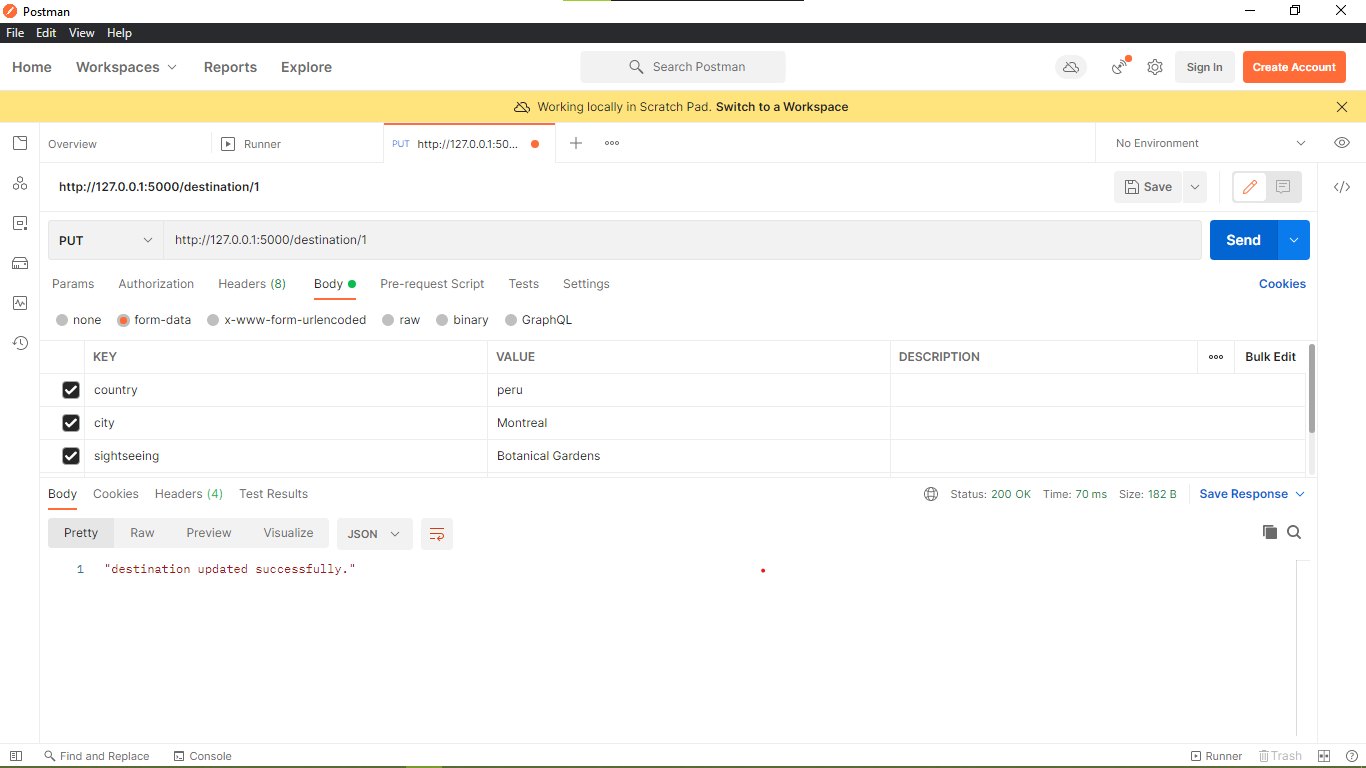 Postman
File Edit View Help
Home Workspaces Reports Explore Search Postman Sign In Create Account
Working locally in Scratch Pad. Switch to a Workspace
Overview Runner PUT http://127.0.0.1:50... No Environment
http://127.0.0.1:5000/destination/1 Save
PUT http://127.0.0.1:5000/destination/1 Send
Params Authorization Headers (8) Body Pre-request Script Tests Settings Cookies
none form-data x-www-form-urlencoded raw binary GraphQL
KEY VALUE DESCRIPTION Bulk Edit
country peru
city Montreal
sightseeing Botanical Gardens
Body Cookies Headers (4) Test Results Status: 200 OK Time: 70 ms Size: 182 B Save Response
Pretty Raw Preview Visualize JSON
1 "destination updated successfully."
Find and Replace Console Runner Trash